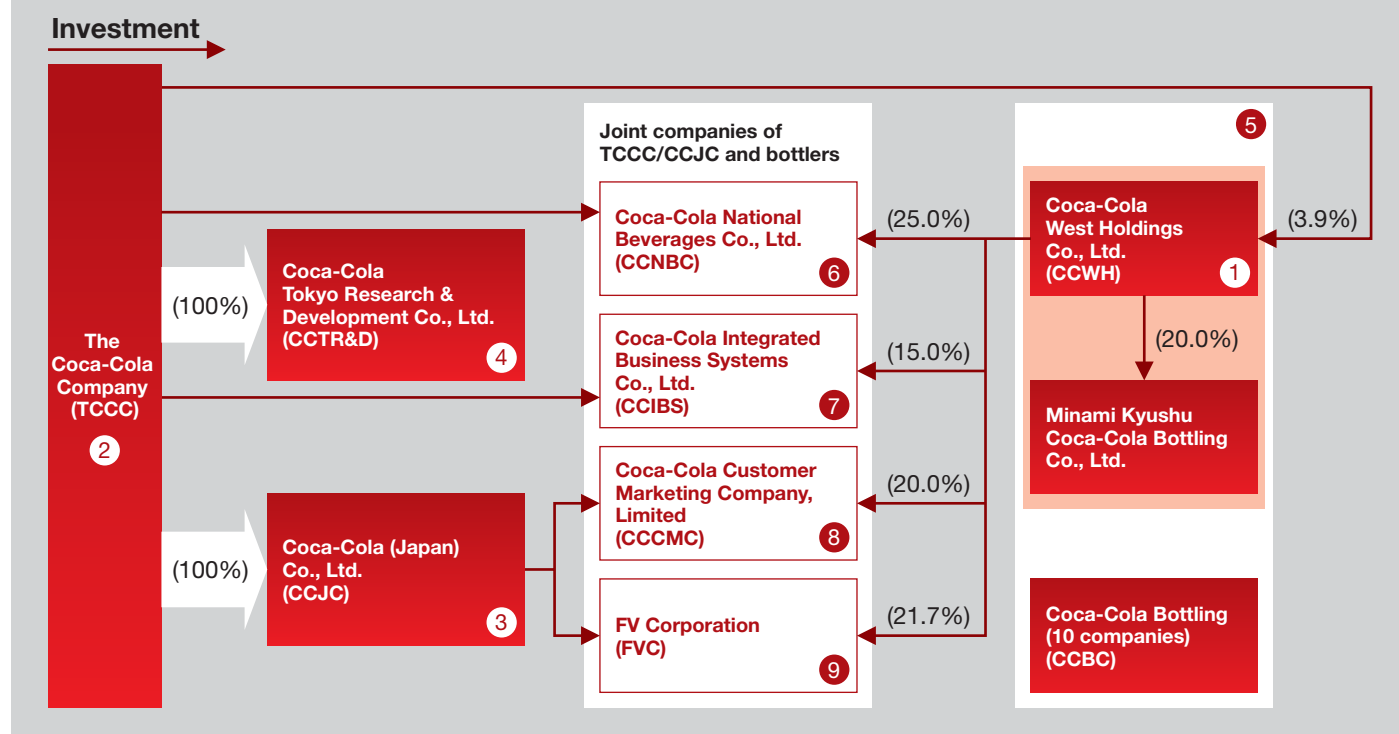 Investment
The
Coca-Cola
Company
(TCCC)
2
(100%)
Coca-Cola
Tokyo Research &
Development Co., Ltd.
(CCTR&D)
4
(100%)
Coca-Cola (Japan)
Co., Ltd.
(CCJC)
3
Joint companies of
TCCC/CCJC and bottlers
Coca-Cola National
Beverages Co., Ltd.
(CCNBC)
6
Coca-Cola Integrated
Business Systems
Co., Ltd.
(CCIBS)
7
Coca-Cola Customer
Marketing Company,
Limited
(CCCMC)
8
FV Corporation
(FVC)
9
(25.0%)
(15.0%)
(20.0%)
(21.7%)
5
Coca-Cola
West Holdings
Co., Ltd.
(CCWH)
1
(3.9%)
(20.0%)
Minami Kyushu
Coca-Cola Bottling
Co., Ltd.
Coca-Cola Bottling
(10 companies)
(CCBC)